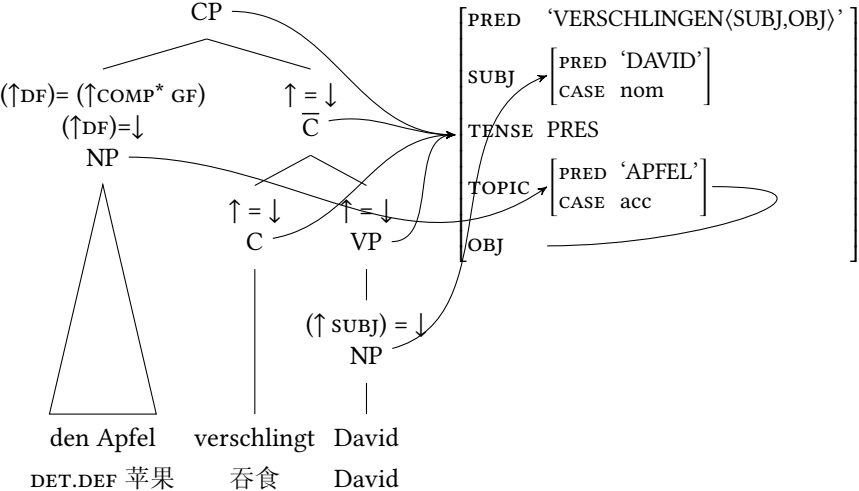 CP
[PRED ‘VERSCHLINGEN⟨SUBJ,OBJ⟩’]
SUBJ [PRED ‘DAVID’
CASE nom]
TENSE PRES
TOPIC [PRED ‘APFEL’
CASE acc]
OBJ
(↑DF)= (↑COMP* GF)
(↑DF)=↓
NP
↑ = ↓
C̅
↑ = ↓
C
↑ = ↓
VP
(↑ SUBJ) = ↓
NP
den Apfel verschlingt David
DET.DEF 苹果 吞食 David